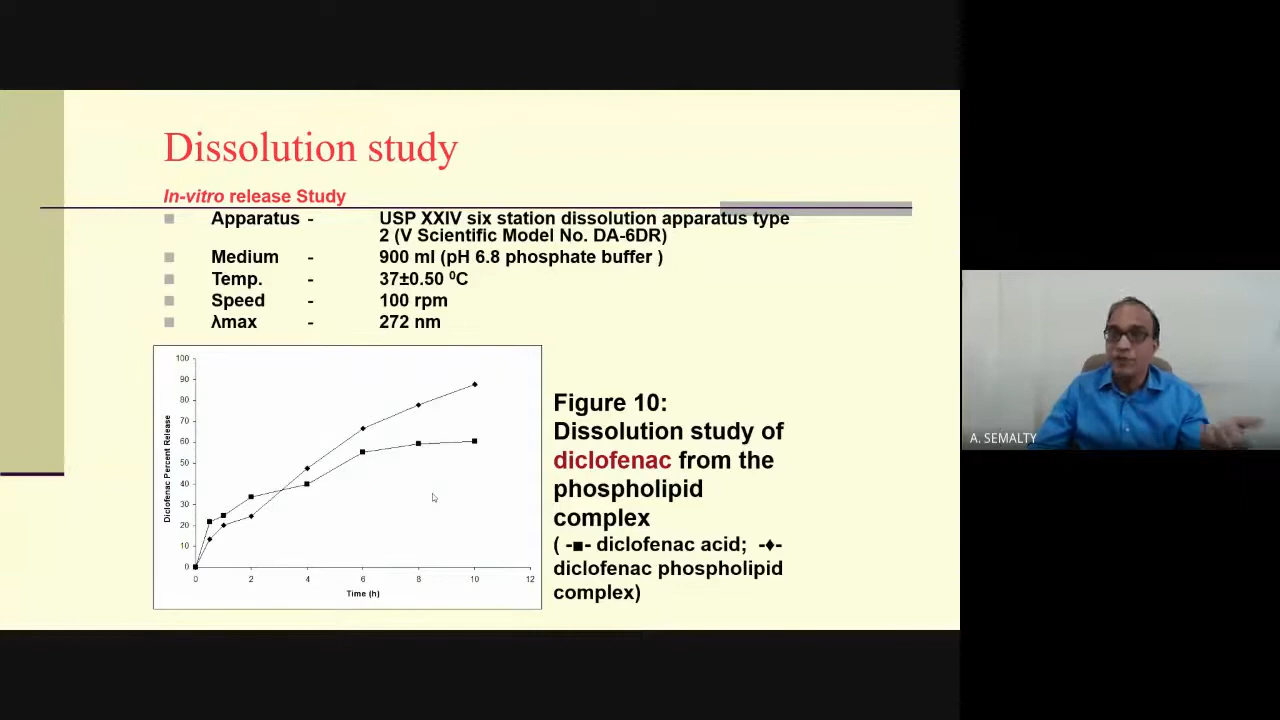 Dissolution study
In-vitro release Study
Apparatus - USP XXIV six station dissolution apparatus type
2 (V Scientific Model No. DA-6DR)
Medium - 900 ml (pH 6.8 phosphate buffer )
Temp. - 37±0.50 ⁰C
Speed - 100 rpm
λmax - 272 nm
100
90
80
70
60
50
40
30
20
10
0
Diclofenac Percent Release
0 2 4 6 8 10 12
Time (h)
Figure 10:
Dissolution study of
diclofenac from the
phospholipid
complex
( -■- diclofenac acid; -♦-
diclofenac phospholipid
complex)
A. SEMALTY